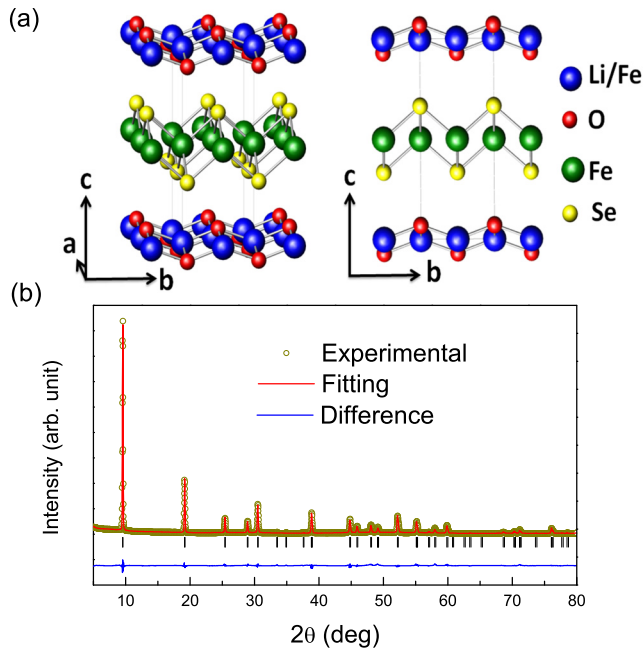 (a)
Li/Fe
O
Fe
Se
c
a
b
c
b
(b)
Experimental
Fitting
Difference
Intensity (arb. unit)
10 20 30 40 50 60 70 80
2θ (deg)